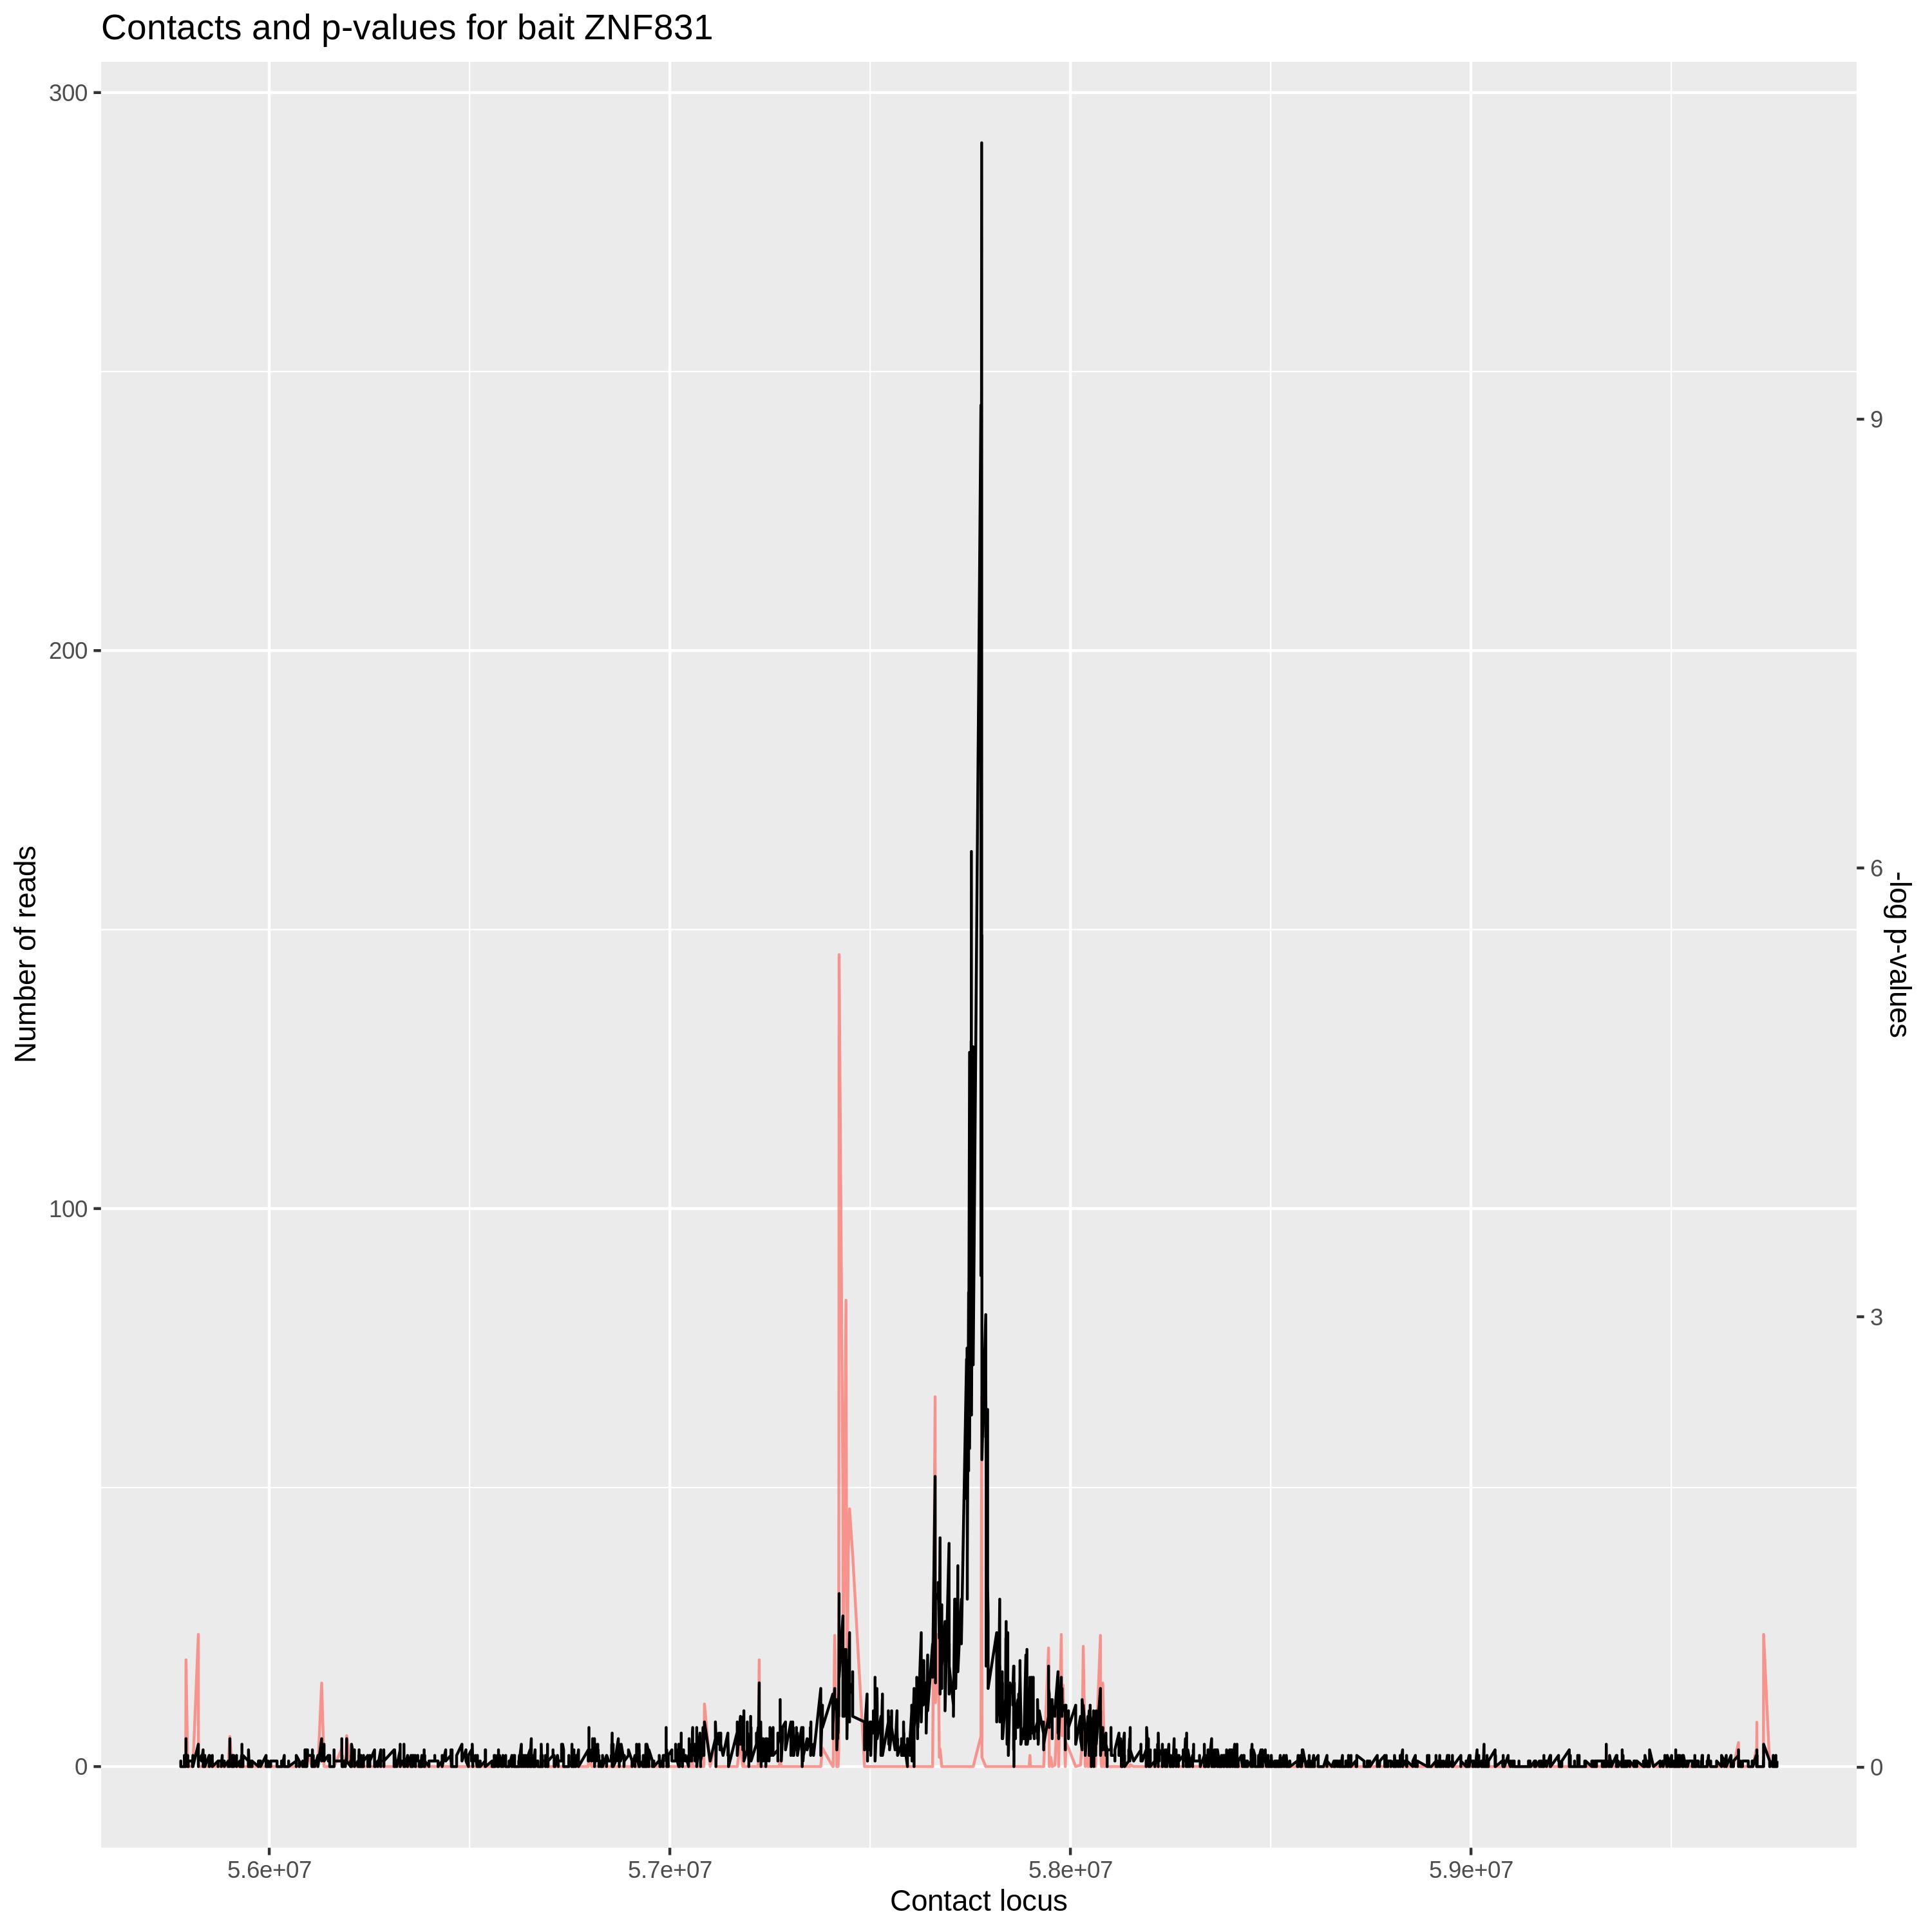 Contacts and p-values for bait ZNF831
300
200
100
0
Number of reads
9
6
3
0
-log p-values
5.6e+07
5.7e+07
5.8e+07
5.9e+07
Contact locus